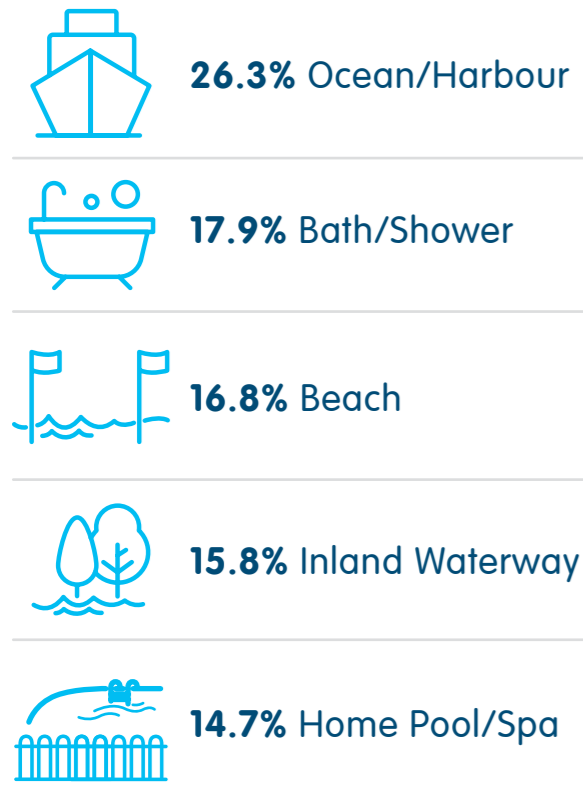 26.3% Ocean/Harbour
17.9% Bath/Shower
16.8% Beach
15.8% Inland Waterway
14.7% Home Pool/Spa